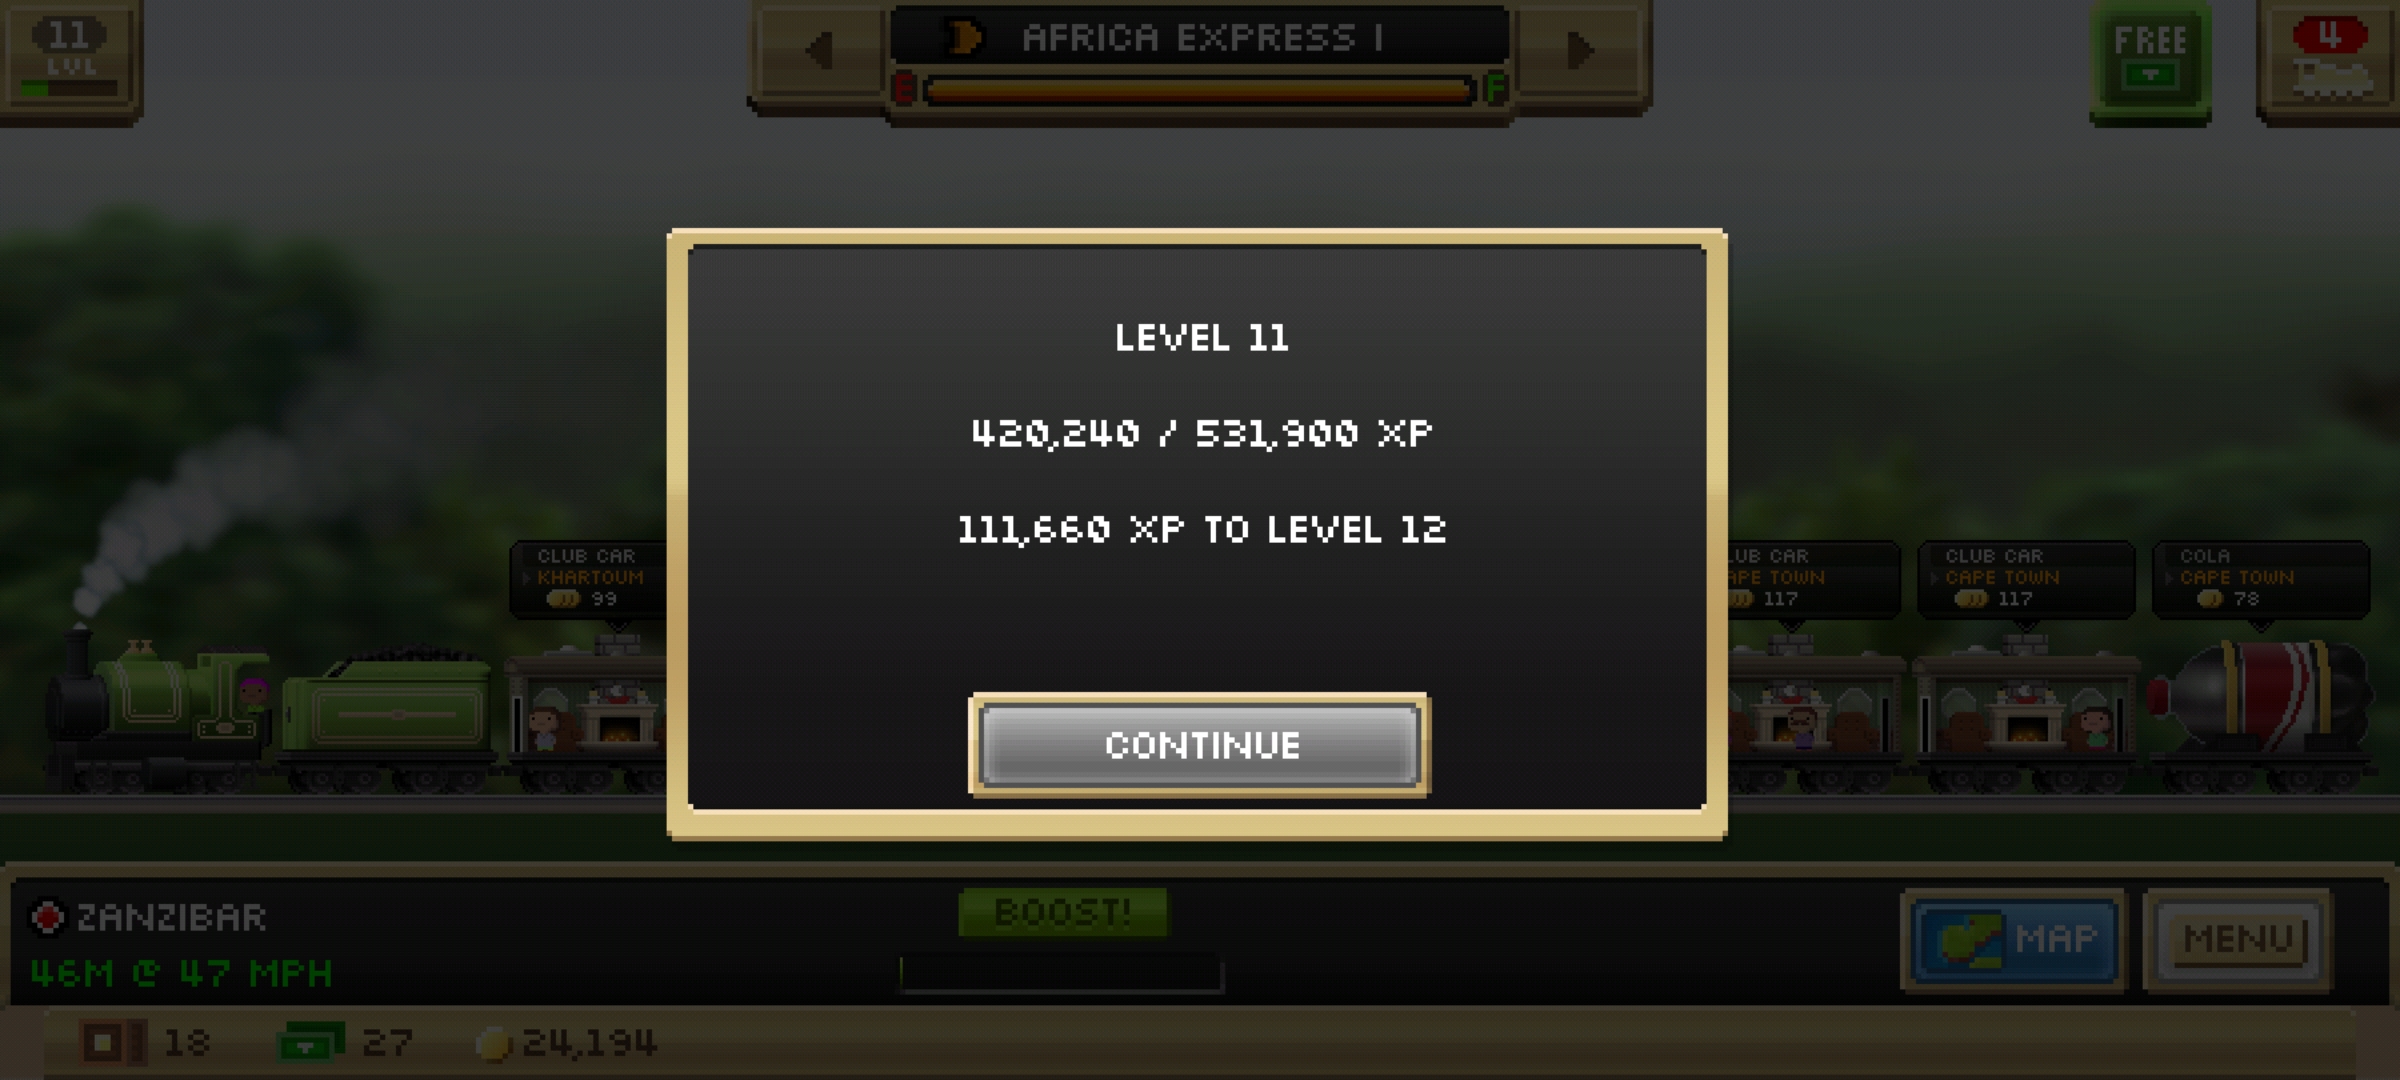 11
LVL
AFRICA EXPRESS I
E
F
FREE
4
LEVEL 11
420,240 / 531,900 XP
111,660 XP TO LEVEL 12
CONTINUE
CLUB CAR
KHARTOUM
99
LUB CAR
APE TOWN
117
CLUB CAR
CAPE TOWN
117
COLA
CAPE TOWN
78
ZANZIBAR
46M @ 47 MPH
BOOST!
MAP
MENU
18
27
24,194